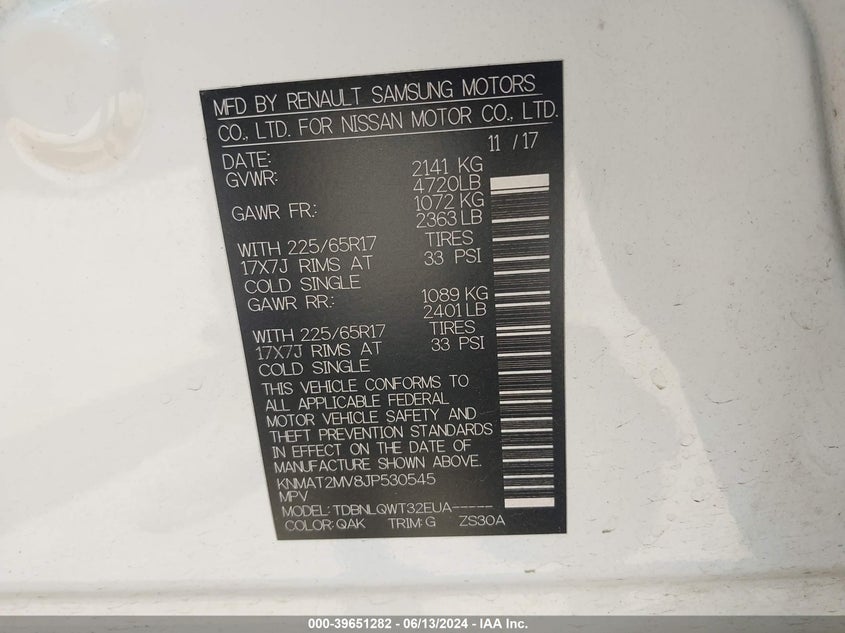 MFD BY RENAULT SAMSUNG MOTORS
CO., LTD. FOR NISSAN MOTOR CO., LTD.
DATE: 11 / 17
GVWR: 2141 KG
4720LB
GAWR FR.: 1072 KG
2363 LB
WITH 225/65R17 TIRES
17X7J RIMS AT 33 PSI
COLD SINGLE
GAWR RR.: 1089 KG
2401 LB
WITH 225/65R17 TIRES
17X7J RIMS AT 33 PSI
COLD SINGLE
THIS VEHICLE CONFORMS TO
ALL APPLICABLE FEDERAL
MOTOR VEHICLE SAFETY AND
THEFT PREVENTION STANDARDS
IN EFFECT ON THE DATE OF
MANUFACTURE SHOWN ABOVE.
KNMAT2MV8JP530545
MPV
MODEL: TDBNLQWT32EUA-----
COLOR: QAK TRIM: G ZS30A
000-39651282 - 06/13/2024 - IAA Inc.